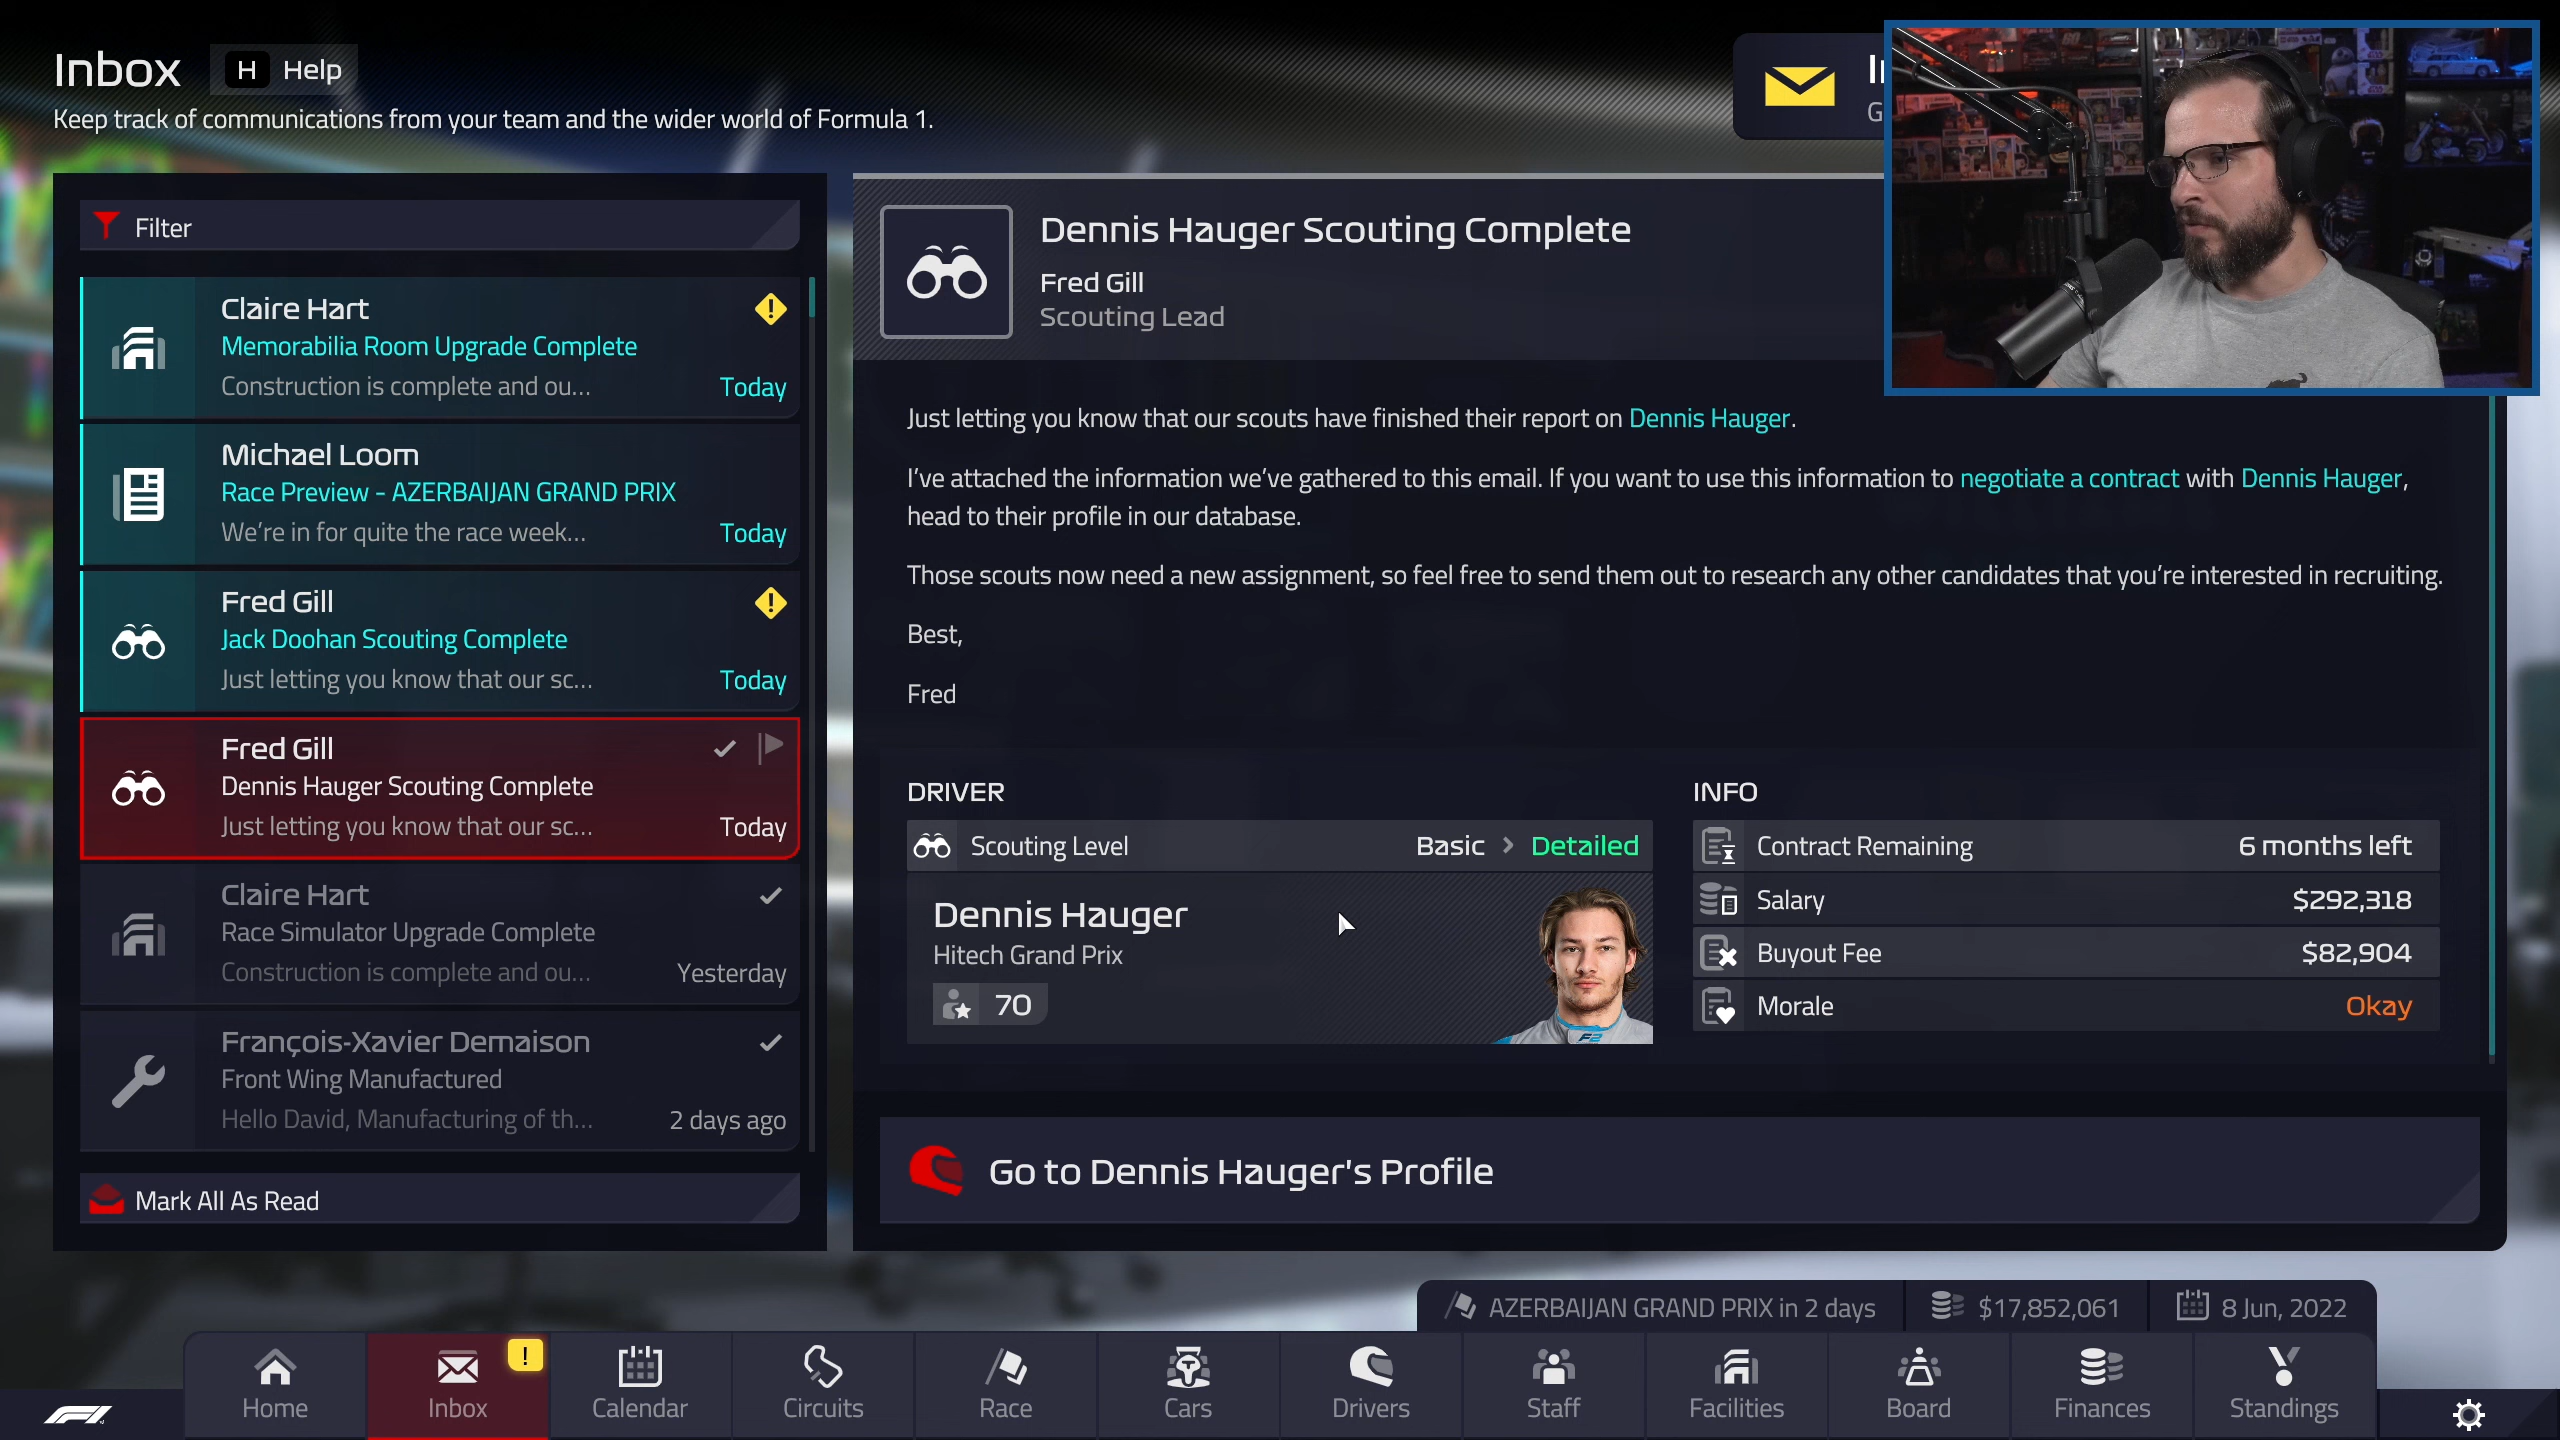 Inbox
H Help
Keep track of communications from your team and the wider world of Formula 1.
Filter
Claire Hart
Memorabilia Room Upgrade Complete
Construction is complete and ou...
Today
Michael Loom
Race Preview - AZERBAIJAN GRAND PRIX
We're in for quite the race week...
Today
Fred Gill
Jack Doohan Scouting Complete
Just letting you know that our sc...
Today
Fred Gill
Dennis Hauger Scouting Complete
Just letting you know that our sc...
Today
Claire Hart
Race Simulator Upgrade Complete
Construction is complete and ou...
Yesterday
François-Xavier Demaison
Front Wing Manufactured
Hello David, Manufacturing of th...
2 days ago
Mark All As Read
Dennis Hauger Scouting Complete
Fred Gill
Scouting Lead
Just letting you know that our scouts have finished their report on Dennis Hauger.
I've attached the information we've gathered to this email. If you want to use this information to negotiate a contract with Dennis Hauger,
head to their profile in our database.
Those scouts now need a new assignment, so feel free to send them out to research any other candidates that you're interested in recruiting.
Best,
Fred
DRIVER
Scouting Level Basic > Detailed
Dennis Hauger
Hitech Grand Prix
70
F2
INFO
Contract Remaining 6 months left
Salary $292,318
Buyout Fee $82,904
Morale Okay
Go to Dennis Hauger's Profile
AZERBAIJAN GRAND PRIX in 2 days
$17,852,061
8 Jun, 2022
F1
Home
Inbox
!
Calendar
Circuits
Race
Cars
Drivers
Staff
Facilities
Board
Finances
Standings